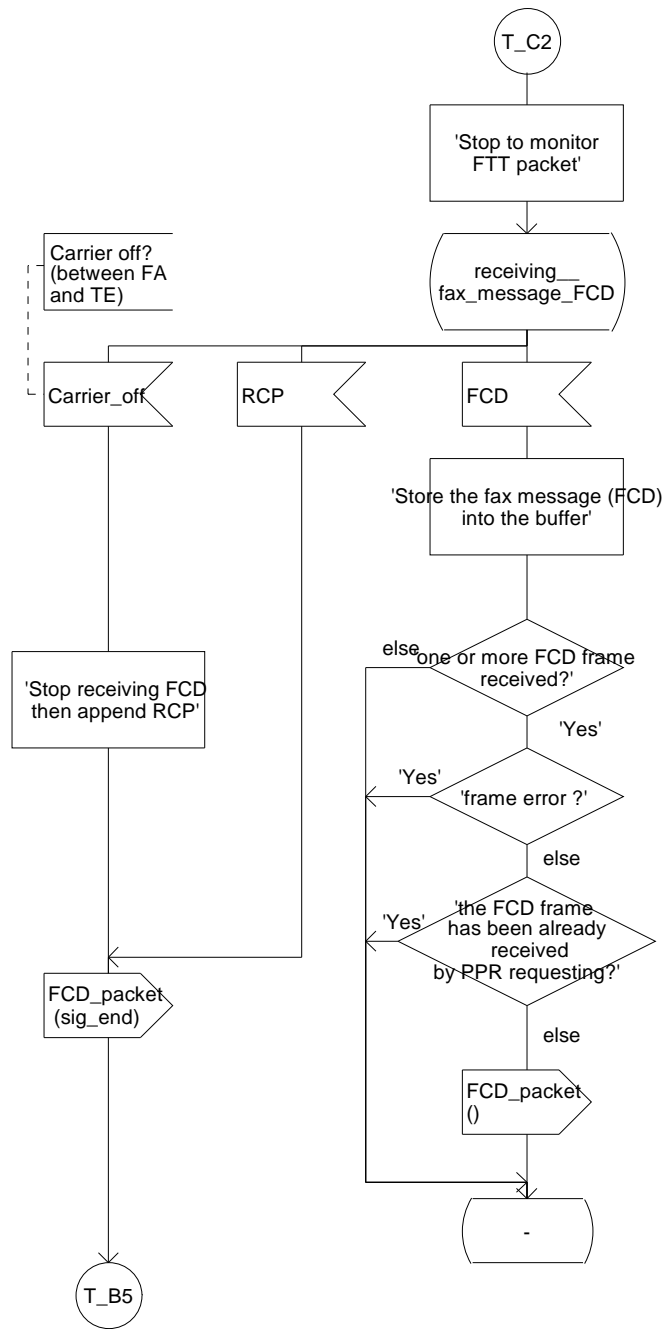 T_C2
'Stop to monitor
FTT packet'
Carrier off?
(between FA
and TE)
receiving__
fax_message_FCD
Carrier_off
RCP
FCD
'Store the fax message (FCD)
into the buffer'
else
'one or more FCD frame
received?'
'Yes'
'Stop receiving FCD
then append RCP'
'Yes'
'frame error ?'
else
'Yes'
'the FCD frame
has been already
received
by PPR requesting?'
FCD_packet
(sig_end)
else
FCD_packet
()
-
T_B5